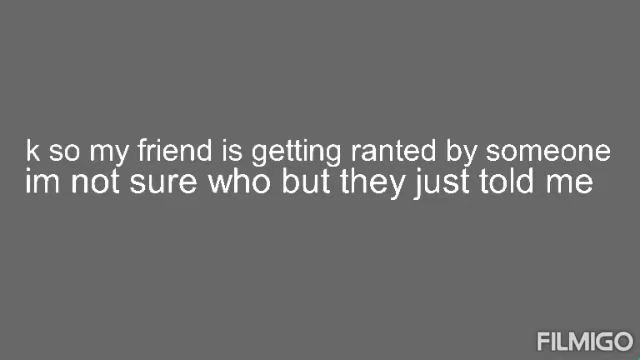 k so my friend is getting ranted by someone
im not sure who but they just told me
FILMIGO